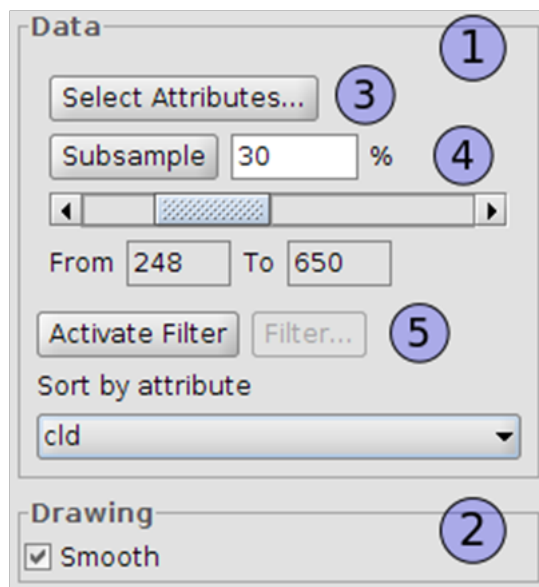 Data
1
Select Attributes... 3
Subsample 30 % 4
From 248 To 650
Activate Filter Filter... 5
Sort by attribute
cld
Drawing
2
Smooth